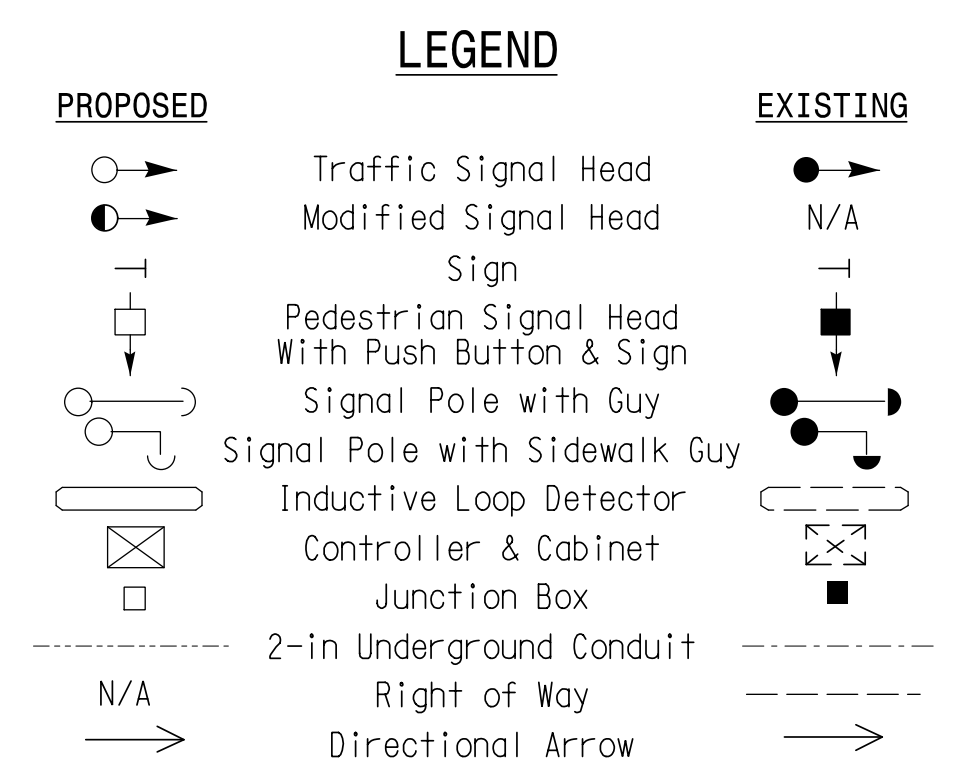 LEGEND
PROPOSED EXISTING
Traffic Signal Head
Modified Signal Head N/A
Sign
Pedestrian Signal Head
With Push Button & Sign
Signal Pole with Guy
Signal Pole with Sidewalk Guy
Inductive Loop Detector
Controller & Cabinet
Junction Box
2-in Underground Conduit
N/A Right of Way
Directional Arrow